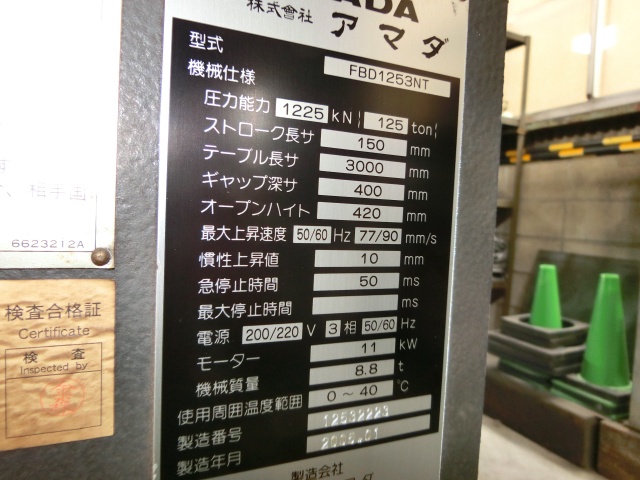 ADA
株式會社 アマダ
型式 FBD1253NT
機械仕様
圧力能力 1225 kN 125 ton
ストローク長サ 150 mm
テーブル長サ 3000 mm
ギャップ深サ 400 mm
オープンハイト 420 mm
最大上昇速度 50/60 Hz 77/90 mm/s
慣性上昇値 10 mm
急停止時間 50 ms
最大停止時間 ms
電源 200/220 V 3 相 50/60 Hz
モーター 11 kW
機械質量 8.8 t
使用周囲温度範囲 0～40 ℃
製造番号 12532223
製造年月 2006.01
製造会社
、相手国
6623212A
検査合格証
Certificate
検査
Inspected by